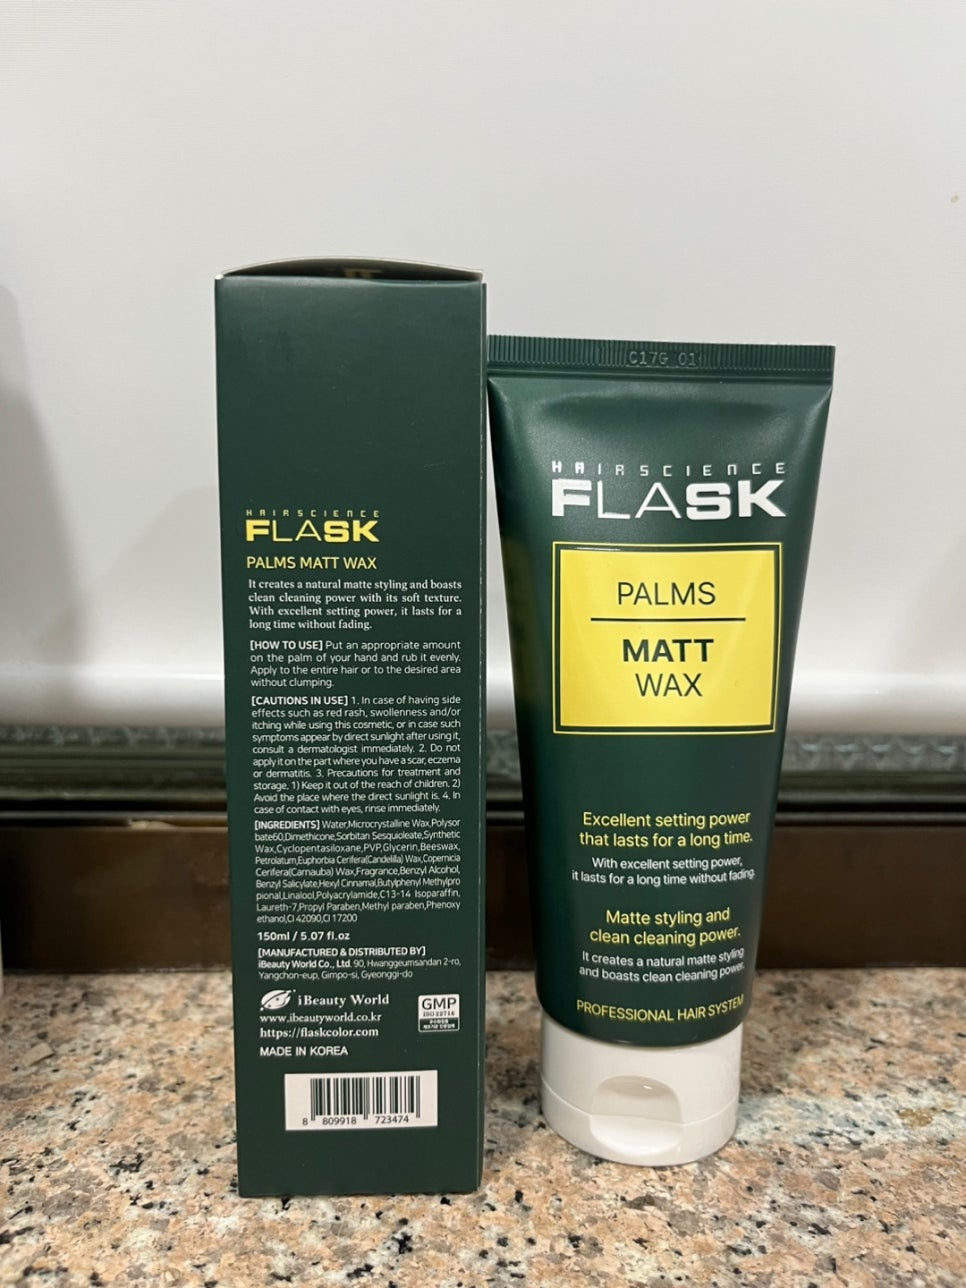 HAIRSCIENCE
FLASK
PALMS MATT WAX
It creates a natural matte styling and boasts
clean cleaning power with its soft texture.
With excellent setting power, it lasts for a
long time without fading.
[HOW TO USE] Put an appropriate amount
on the palm of your hand and rub it evenly.
Apply to the entire hair or to the desired area
without clumping.
[CAUTIONS IN USE] 1. In case of having side
effects such as red rash, swollenness and/or
itching while using this cosmetic, or in case such
symptoms appear by direct sunlight after using it,
consult a dermatologist immediately. 2. Do not
apply it on the part where you have a scar, eczema
or dermatitis. 3. Precautions for treatment and
storage. 1) Keep it out of the reach of children. 2)
Avoid the place where the direct sunlight is. 4. In
case of contact with eyes, rinse immediately.
[INGREDIENTS] Water,Microcrystalline Wax,Polysor
bate60,Dimethicone,Sorbitan Sesquioleate,Synthetic
Wax,Cyclopentasiloxane,PVP,Glycerin,Beeswax,
Petrolatum,Euphorbia Cerifera(Candelilla) Wax,Copernicia
Cerifera(Carnauba) Wax,Fragrance,Benzyl Alcohol,
Benzyl Salicylate,Hexyl Cinnamal,Butylphenyl Methylpro
pional,Linalool,Polyacrylamide,C13-14 Isoparaffin,
Laureth-7,Propyl Paraben,Methyl paraben,Phenoxy
ethanol,CI 42090,CI 17200
150ml / 5.07 fl.oz
[MANUFACTURED & DISTRIBUTED BY]
iBeauty World Co., Ltd. 90, Hwanggeumsandan 2-ro,
Yangchon-eup, Gimpo-si, Gyeonggi-do
iBeauty World
www.ibeautyworld.co.kr
https://flaskcolor.com
MADE IN KOREA
GMP
ISO22716
8 809918 723474
C17G 01
HAIRSCIENCE
FLASK
PALMS
MATT
WAX
Excellent setting power
that lasts for a long time.
With excellent setting power,
it lasts for a long time without fading.
Matte styling and
clean cleaning power.
It creates a natural matte styling
and boasts clean cleaning power.
PROFESSIONAL HAIR SYSTEM